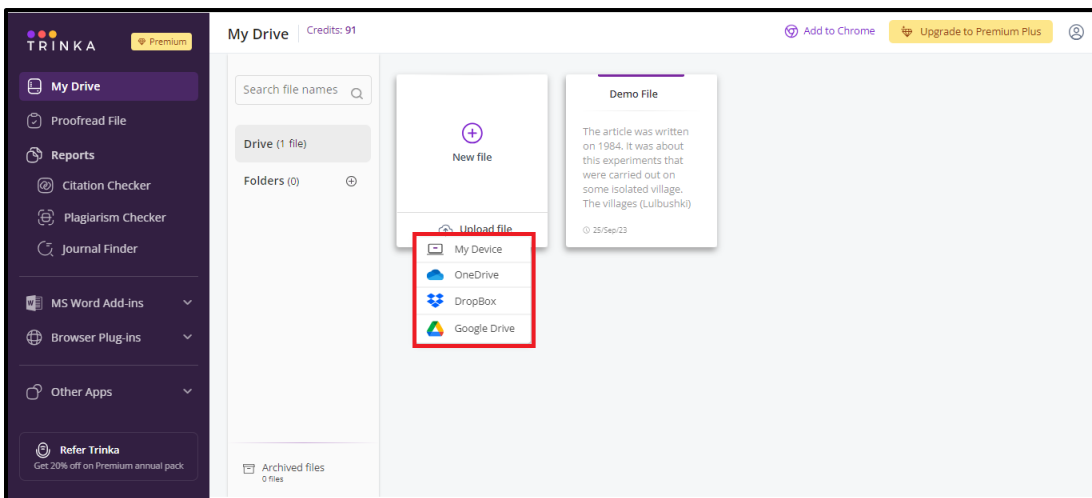 TRINKA
Premium
My Drive
Proofread File
Reports
Citation Checker
Plagiarism Checker
Journal Finder
MS Word Add-ins
Browser Plug-ins
Other Apps
Refer Trinka
Get 20% off on Premium annual pack
My Drive
Credits: 91
Add to Chrome
Upgrade to Premium Plus
Search file names
Drive (1 file)
Folders (0)
Archived files
0 files
New file
Upload file
My Device
OneDrive
DropBox
Google Drive
Demo File
The article was written
on 1984. It was about
this experiments that
were carried out on
some isolated village.
The villages (Lulbushki)
25/Sep/23